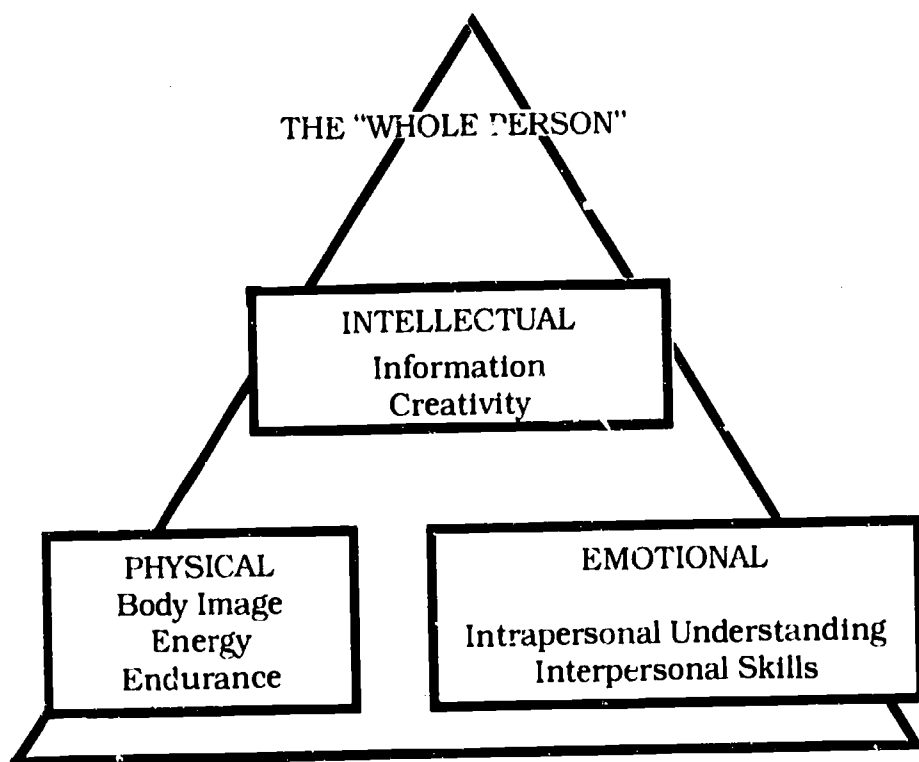 THE "WHOLE PERSON"
INTELLECTUAL
Information
Creativity
PHYSICAL
Body Image
Energy
Endurance
EMOTIONAL
Intrapersonal Understanding
Interpersonal Skills